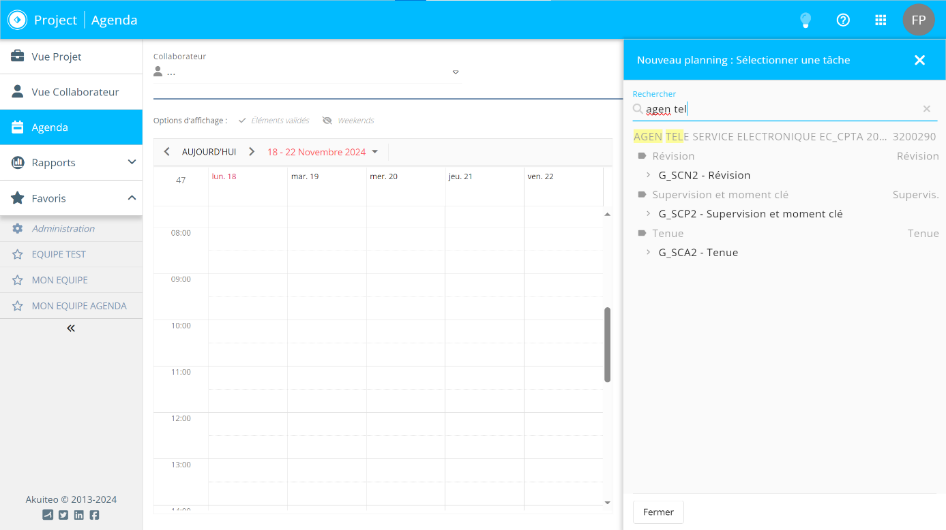 Project Agenda FP
Vue Projet
Vue Collaborateur
Agenda
Rapports
Favoris
Administration
EQUIPE TEST
MON EQUIPE
MON EQUIPE AGENDA
Akuiteo © 2013-2024
Collaborateur
...
Options d'affichage : Cléments validés Weekends
AUJOURD'HUI 18 - 22 Novembre 2024
47 lun. 18 mar. 19 mer. 20 jeu. 21 ven. 22
08:00
09:00
10:00
11:00
12:00
13:00
14:00
Nouveau planning : Sélectionner une tâche
Rechercher
agen tel
AGEN TELE SERVICE ELECTRONIQUE EC_CPTA 20... 3200290
Révision Révision
G_SCN2 - Révision
Supervision et moment clé Supervis.
G_SCP2 - Supervision et moment clé
Tenue Tenue
G_SCA2 - Tenue
Fermer